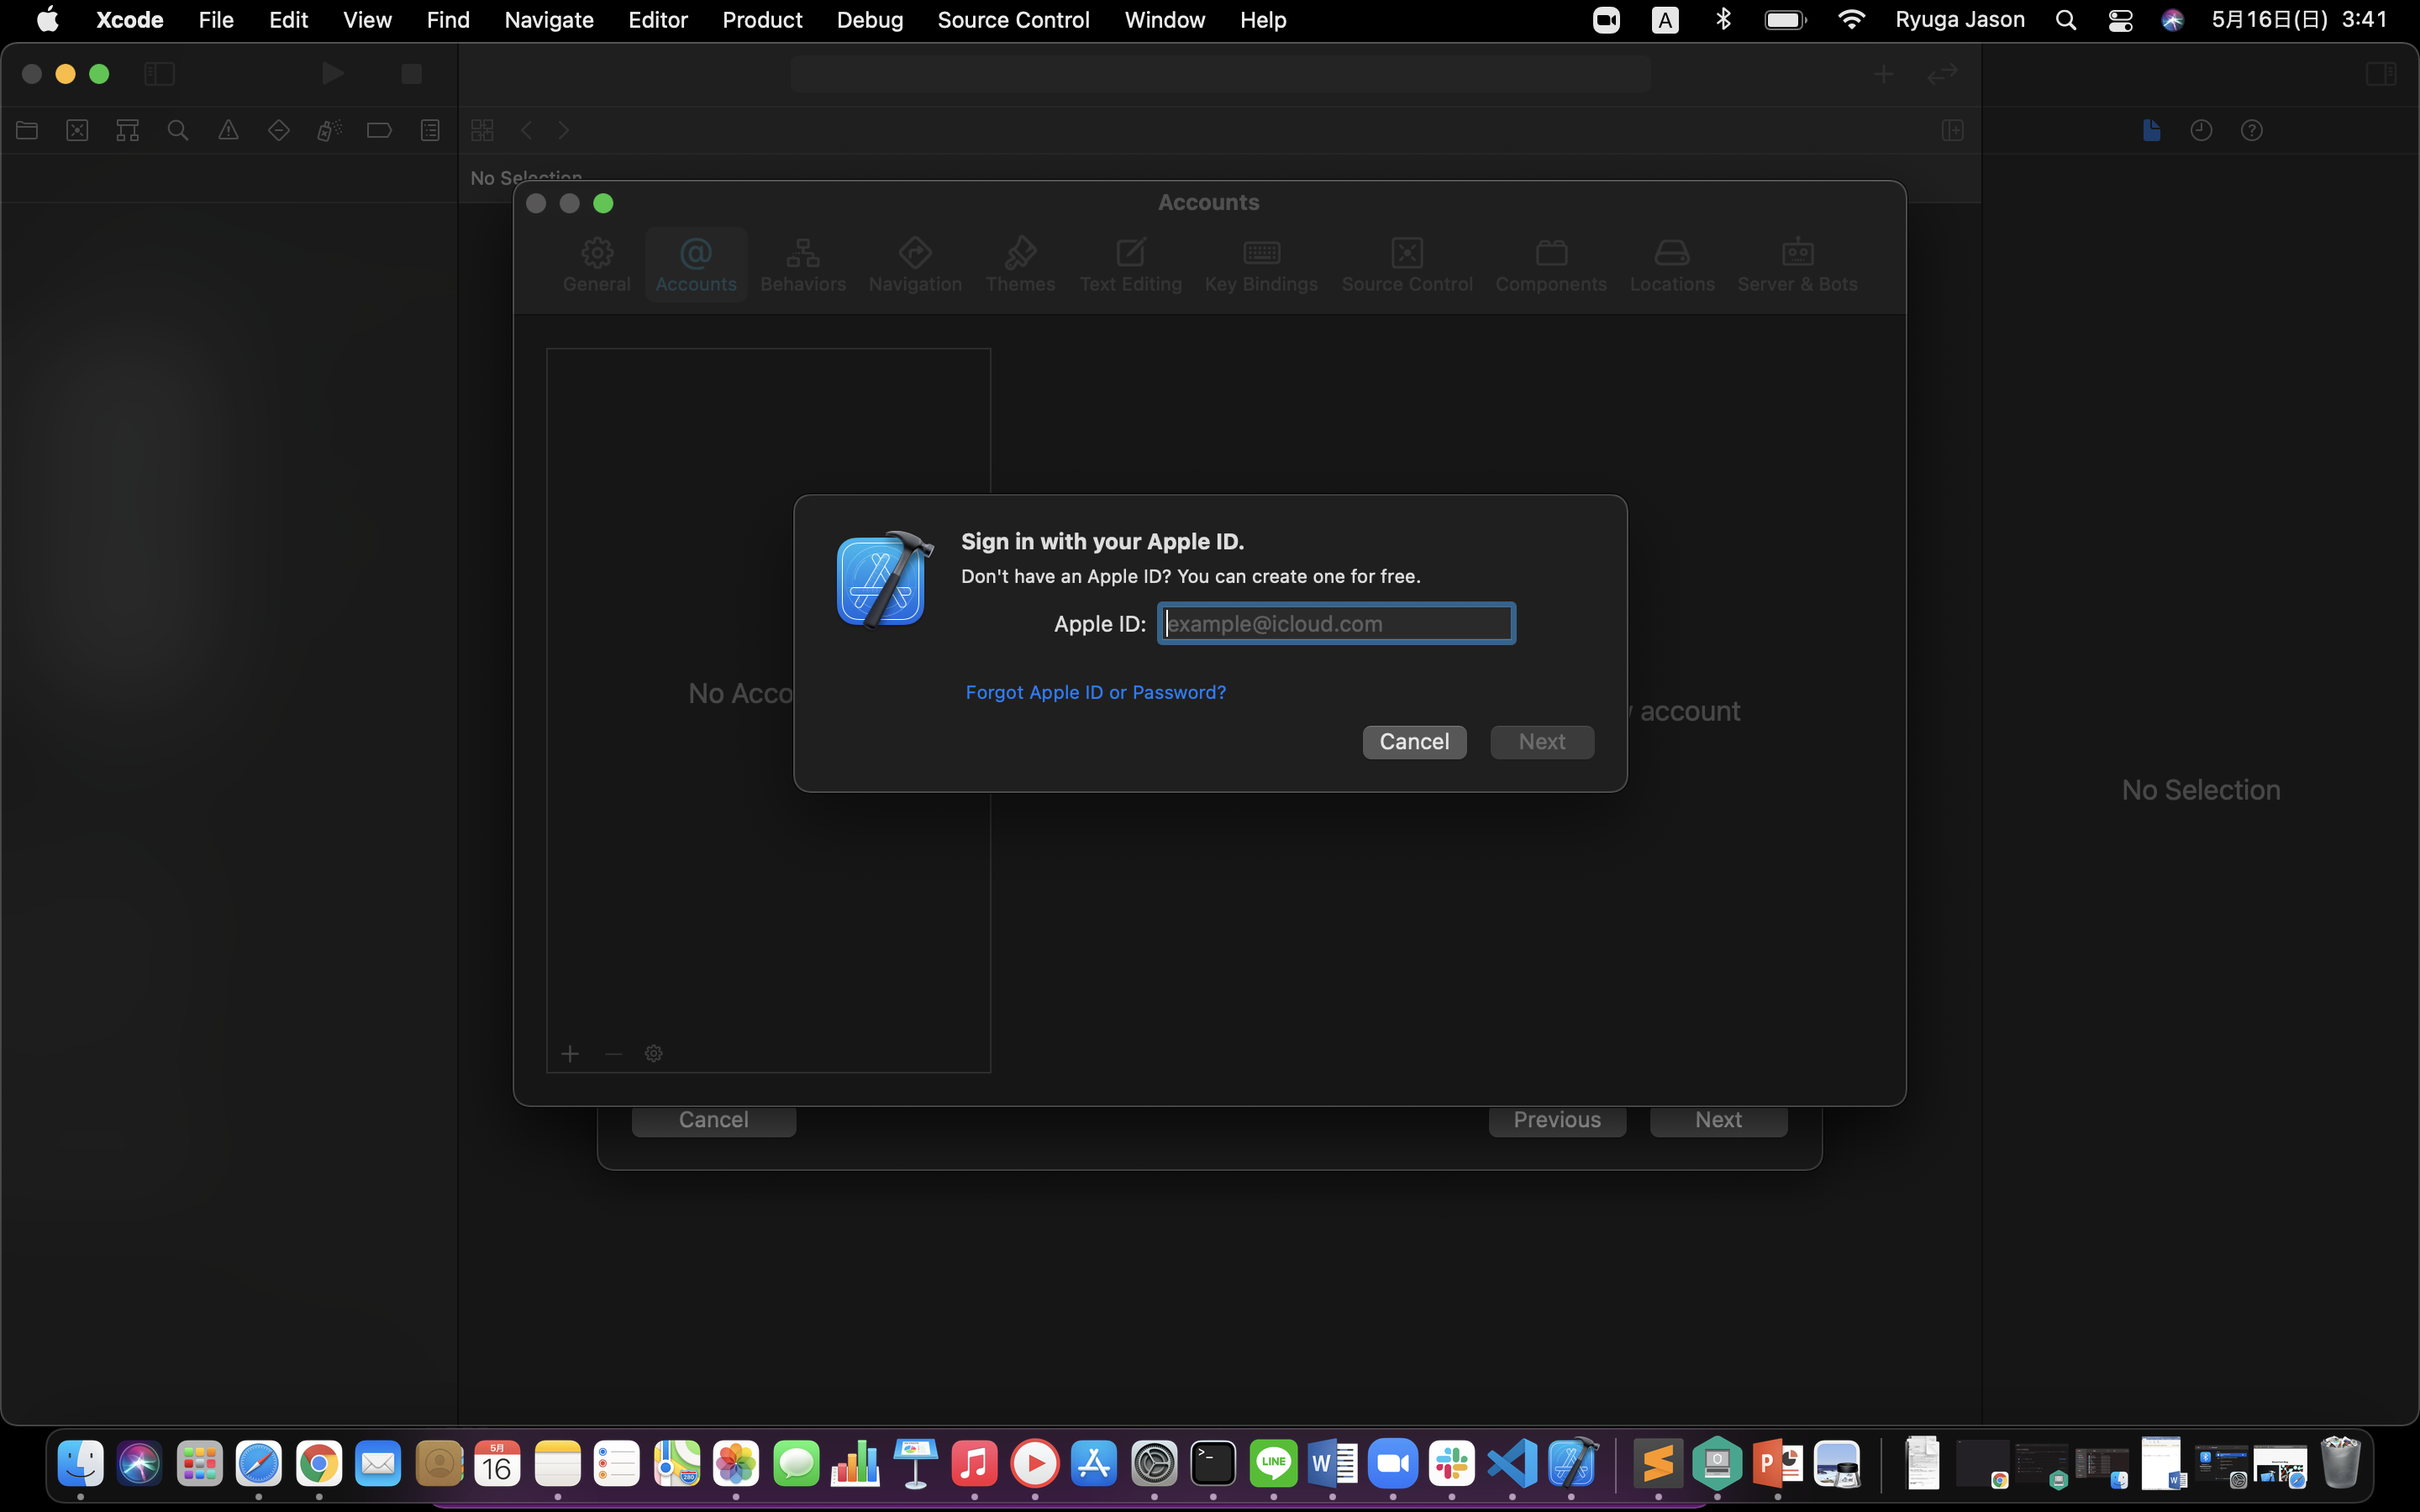 Xcode File Edit View Find Navigate Editor Product Debug Source Control Window Help A Ryuga Jason 5月16日(日) 3:41
No Selection
Accounts
General Accounts Behaviors Navigation Themes Text Editing Key Bindings Source Control Components Locations Server & Bots
Sign in with your Apple ID.
Don't have an Apple ID? You can create one for free.
Apple ID: example@icloud.com
Forgot Apple ID or Password?
No Acco
account
Cancel Next
No Selection
Cancel Previous Next
5月
16
280
LINE
W
O
P
W